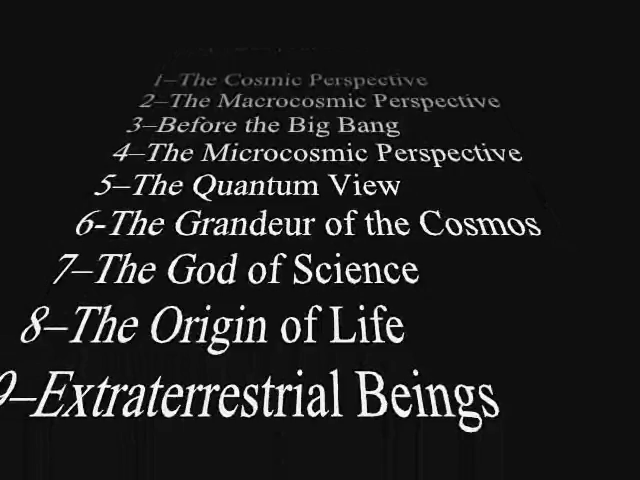 1–The Cosmic Perspective
2–The Macrocosmic Perspective
3–Before the Big Bang
4–The Microcosmic Perspective
5–The Quantum View
6-The Grandeur of the Cosmos
7–The God of Science
8–The Origin of Life
9–Extraterrestrial Beings